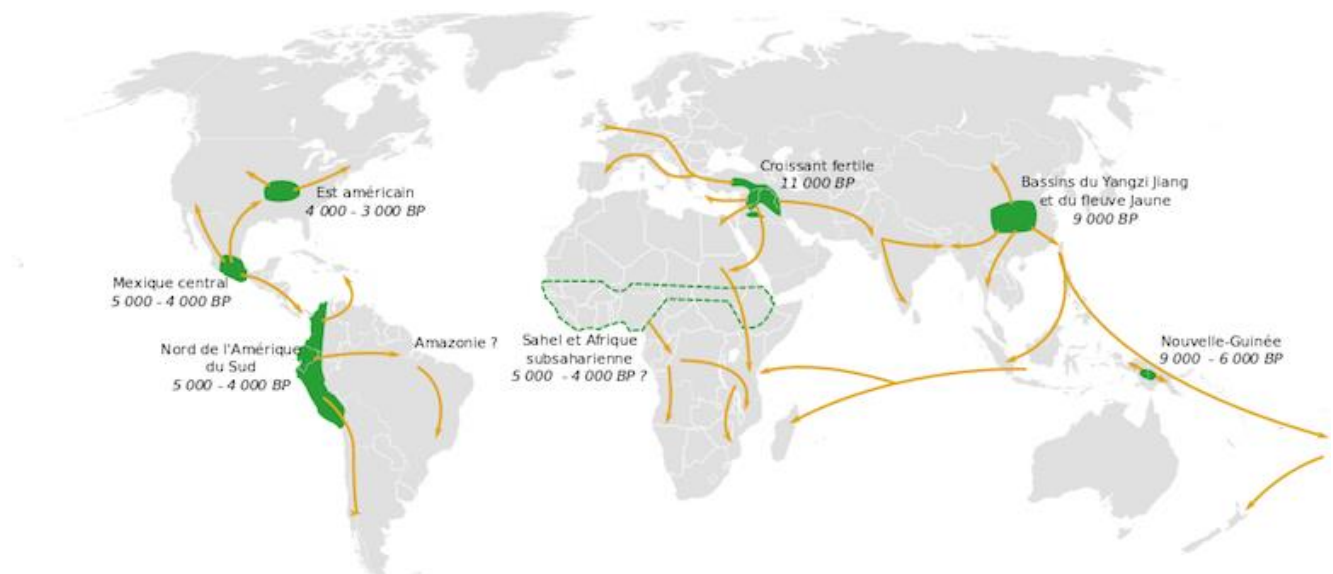 Croissant fertile
11 000 BP
Bassins du Yangzi Jiang
et du fleuve Jaune
9 000 BP
Est américain
4 000 - 3 000 BP
Mexique central
5 000 - 4 000 BP
Nord de l'Amérique
du Sud
5 000 - 4 000 BP
Amazonie ?
Sahel et Afrique
subsaharienne
5 000 - 4 000 BP ?
Nouvelle-Guinée
9 000 - 6 000 BP